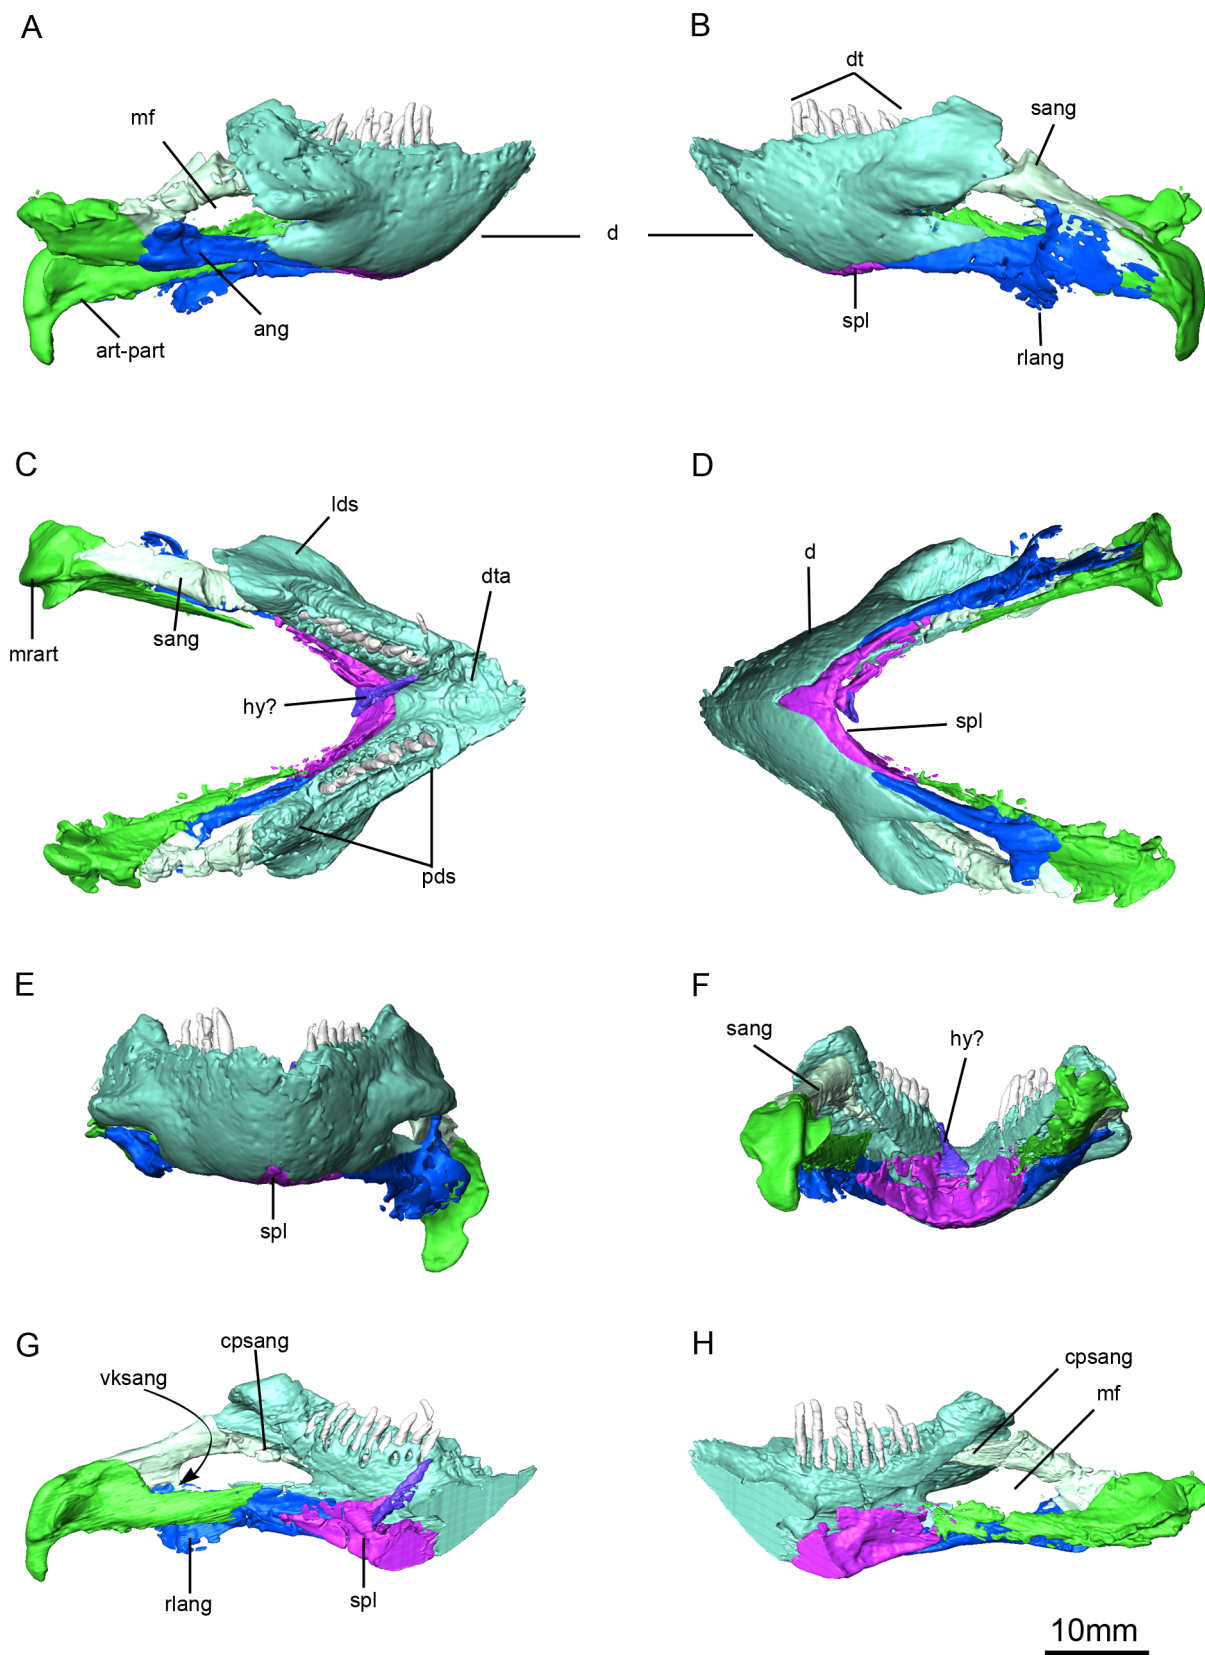 A
B
dt
mf
sang
d
ang
art-part
spl
rlang
C
D
lds
d
dta
sang
mrart
hy?
spl
pds
E
F
sang
hy?
spl
G
H
cpsang
cpsang
vksang
mf
rlang
spl
10mm